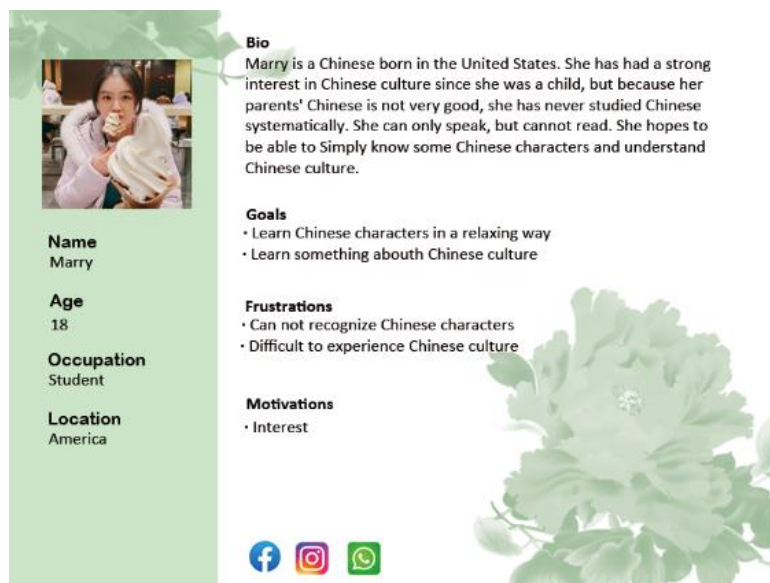 Name
Marry
Age
18
Occupation
Student
Location
America
Bio
Marry is a Chinese born in the United States. She has had a strong
interest in Chinese culture since she was a child, but because her
parents' Chinese is not very good, she has never studied Chinese
systematically. She can only speak, but cannot read. She hopes to
be able to Simply know some Chinese characters and understand
Chinese culture.
Goals
· Learn Chinese characters in a relaxing way
· Learn something abouth Chinese culture
Frustrations
· Can not recognize Chinese characters
· Difficult to experience Chinese culture
Motivations
· Interest